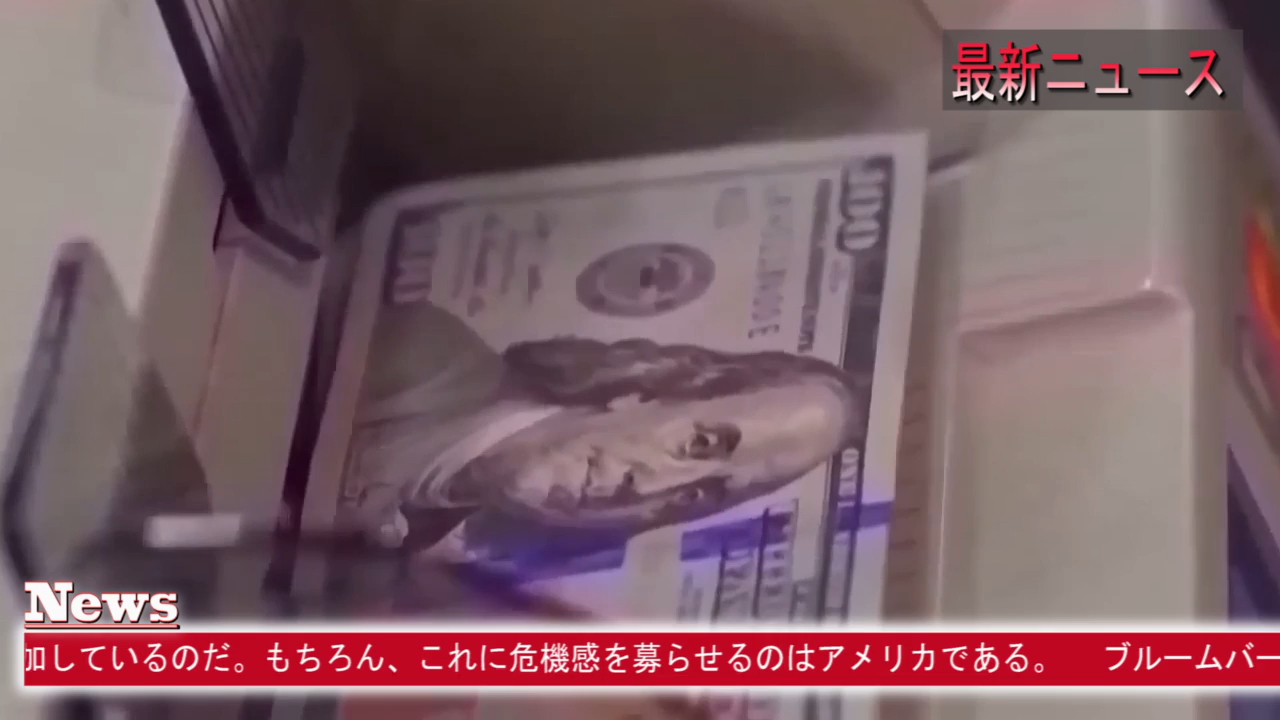 最新ニュース
100
News
加しているのだ。もちろん、これに危機感を募らせるのはアメリカである。 ブルームバー